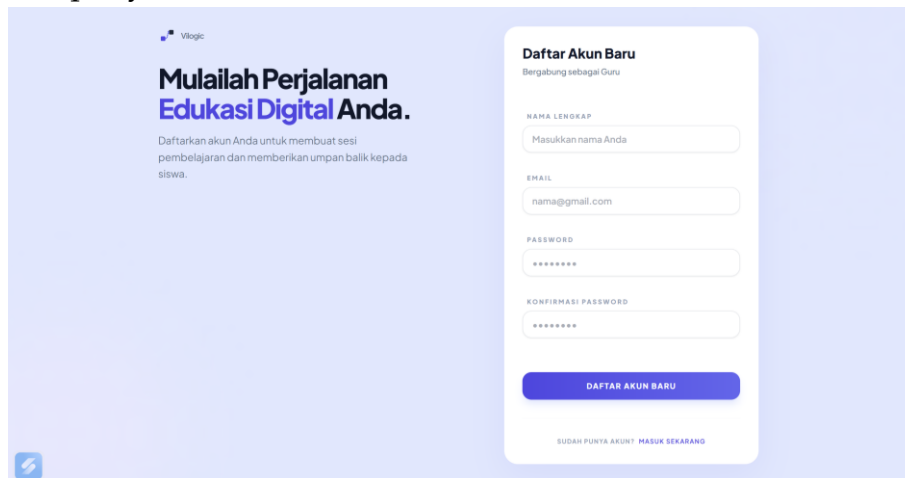 Vilogic
Mulailah Perjalanan
Edukasi Digital Anda.
Daftarkan akun Anda untuk membuat sesi
pembelajaran dan memberikan umpan balik kepada
siswa.
Daftar Akun Baru
Bergabung sebagai Guru
NAMA LENGKAP
Masukkan nama Anda
EMAIL
nama@gmail.com
PASSWORD
KONFIRMASI PASSWORD
DAFTAR AKUN BARU
SUDAH PUNYA AKUN? MASUK SEKARANG